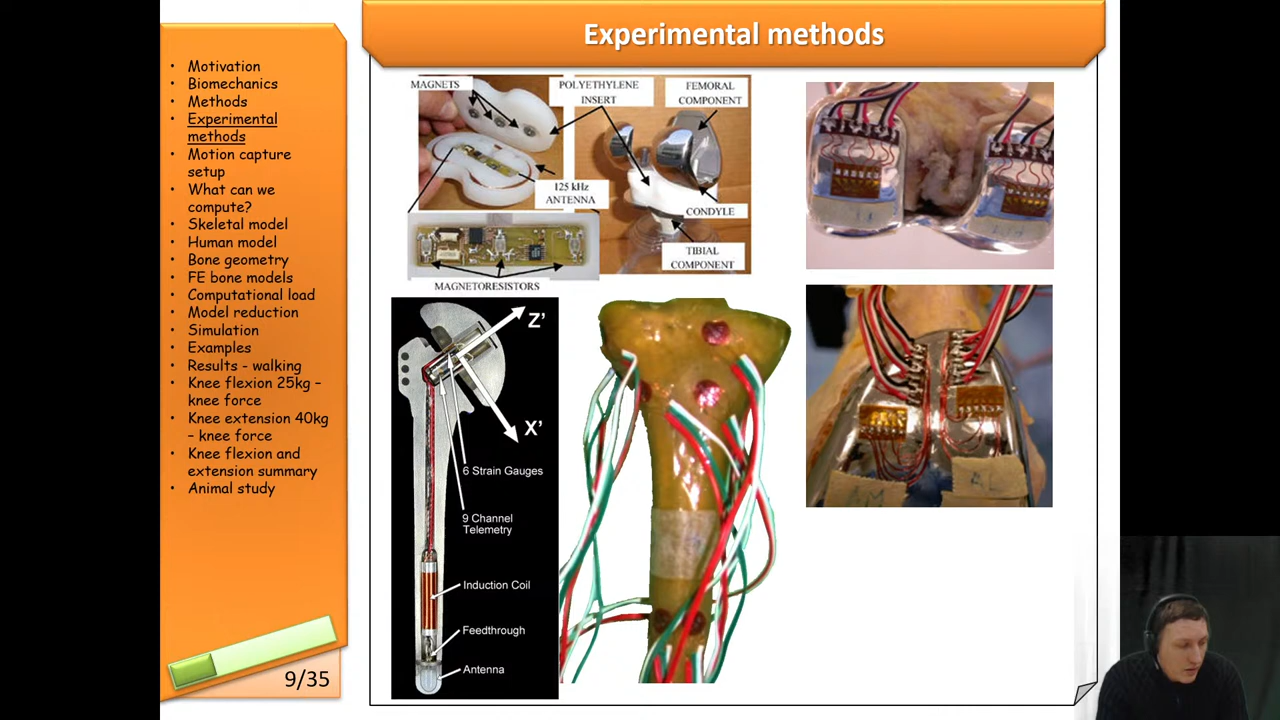 Experimental methods
• Motivation
• Biomechanics
• Methods
• Experimental
methods
• Motion capture
setup
• What can we
compute?
• Skeletal model
• Human model
• Bone geometry
• FE bone models
• Computational load
• Model reduction
• Simulation
• Examples
• Results - walking
• Knee flexion 25kg –
knee force
• Knee extension 40kg
– knee force
• Knee flexion and
extension summary
• Animal study
9/35
MAGNETS
POLYETHYLENE
INSERT
FEMORAL
COMPONENT
125 kHz
ANTENNA
CONDYLE
TIBIAL
COMPONENT
MAGNETORESISTORS
Z'
X'
6 Strain Gauges
9 Channel
Telemetry
Induction Coil
Feedthrough
Antenna